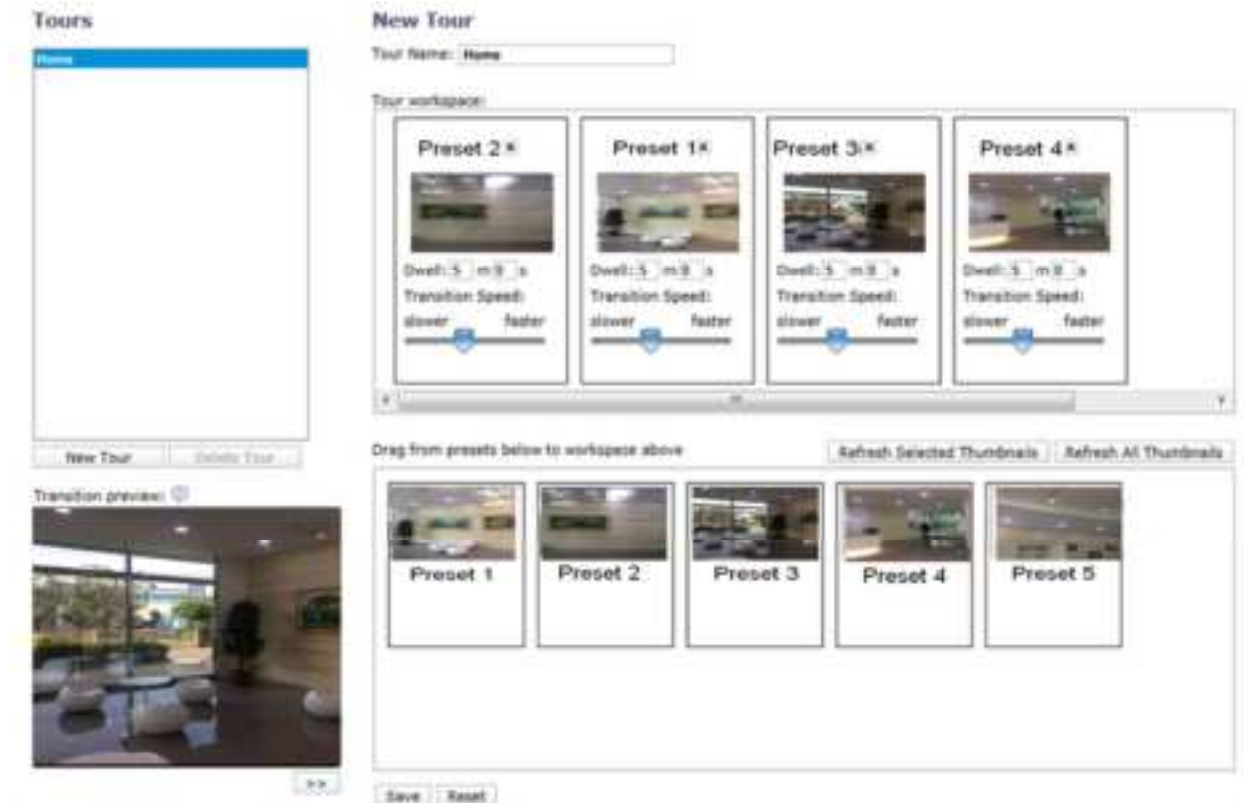 Tours
Home
New Tour
Delete Tour
Transition preview:
>>
New Tour
Tour Name: Home
Tour workspace:
Preset 2 x
Dwell: 5 m 0 s
Transition Speed:
slower faster
Preset 1 x
Dwell: 5 m 0 s
Transition Speed:
slower faster
Preset 3 x
Dwell: 5 m 0 s
Transition Speed:
slower faster
Preset 4 x
Dwell: 5 m 0 s
Transition Speed:
slower faster
Drag from presets below to workspace above
Refresh Selected Thumbnails
Refresh All Thumbnails
Preset 1
Preset 2
Preset 3
Preset 4
Preset 5
Save
Reset